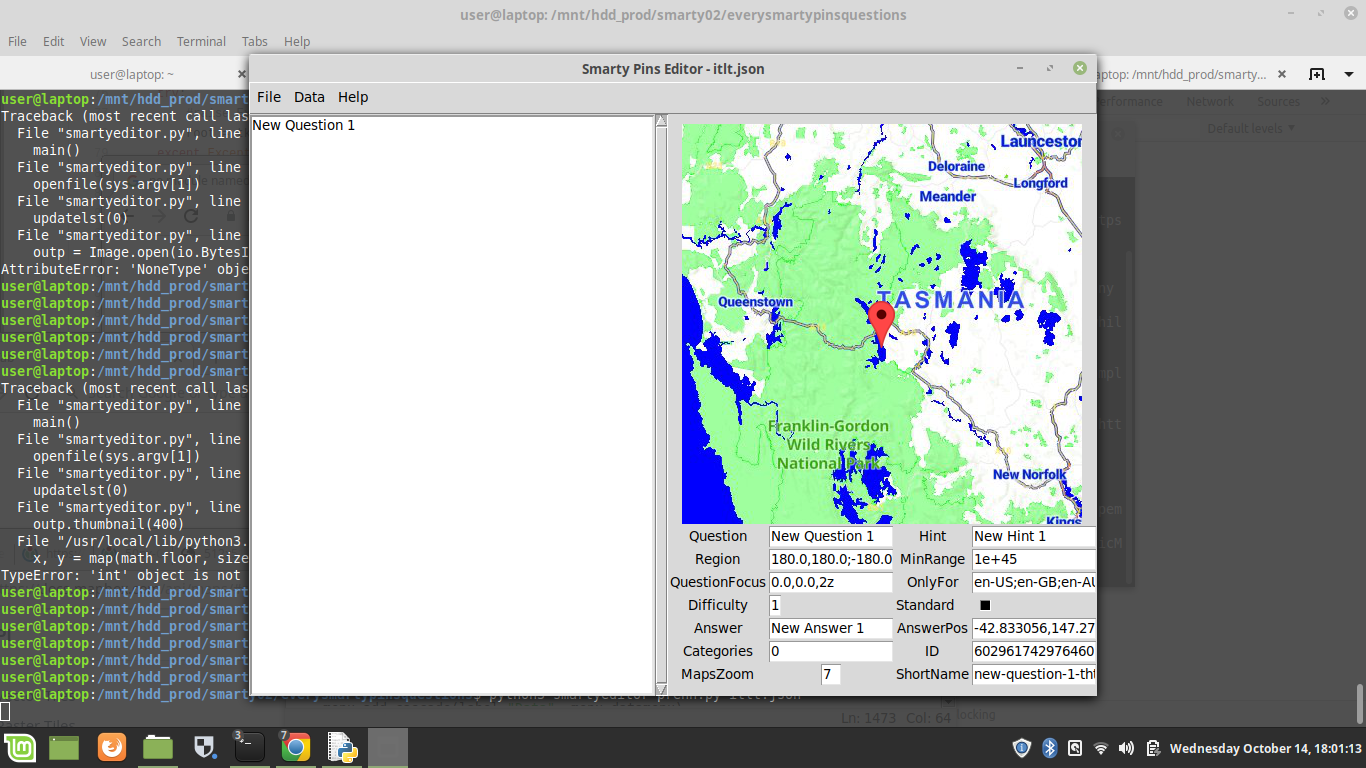 user@laptop: /mnt/hdd_prod/smarty02/everysmartypinsquestions
File Edit View Search Terminal Tabs Help
user@laptop: ~
Smarty Pins Editor - itlt.json
aptop: /mnt/hdd_prod/smarty...
user@laptop:/mnt/hdd_prod/smart
Traceback (most recent call las
File "smartyeditor.py", line
main()
File "smartyeditor.py", line
openfile(sys.argv[1])
File "smartyeditor.py", line
updatelst(0)
File "smartyeditor.py", line
outp = Image.open(io.BytesI
AttributeError: 'NoneType' obje
user@laptop:/mnt/hdd_prod/smart
user@laptop:/mnt/hdd_prod/smart
user@laptop:/mnt/hdd_prod/smart
user@laptop:/mnt/hdd_prod/smart
user@laptop:/mnt/hdd_prod/smart
user@laptop:/mnt/hdd_prod/smart
Traceback (most recent call las
File "smartyeditor.py", line
main()
File "smartyeditor.py", line
openfile(sys.argv[1])
File "smartyeditor.py", line
updatelst(0)
File "smartyeditor.py", line
outp.thumbnail(400)
File "/usr/local/lib/python3.
x, y = map(math.floor, size
TypeError: 'int' object is not
user@laptop:/mnt/hdd_prod/smart
user@laptop:/mnt/hdd_prod/smart
user@laptop:/mnt/hdd_prod/smart
user@laptop:/mnt/hdd_prod/smart
user@laptop:/mnt/hdd_prod/smart
user@laptop:/mnt/hdd_prod/smart
user@laptop:/mnt/hdd_prod/smart
File Data Help
New Question 1
Launceston
Deloraine
Longford
Meander
TASMANIA
Queenstown
Franklin-Gordon
Wild Rivers
National Park
New Norfolk
Kings
Question New Question 1 Hint New Hint 1
Region 180.0,180.0;-180.0 MinRange 1e+45
QuestionFocus 0.0,0.0,2z OnlyFor en-US;en-GB;en-AU
Difficulty 1 Standard
Answer New Answer 1 AnswerPos -42.833056,147.27
Categories 0 ID 602961742976460
MapsZoom 7 ShortName new-question-1-tht
erformance Network Sources
Default levels
Ln: 1473 Col: 64
ocking
aster Tiles
3
7
Wednesday October 14, 18:01:13